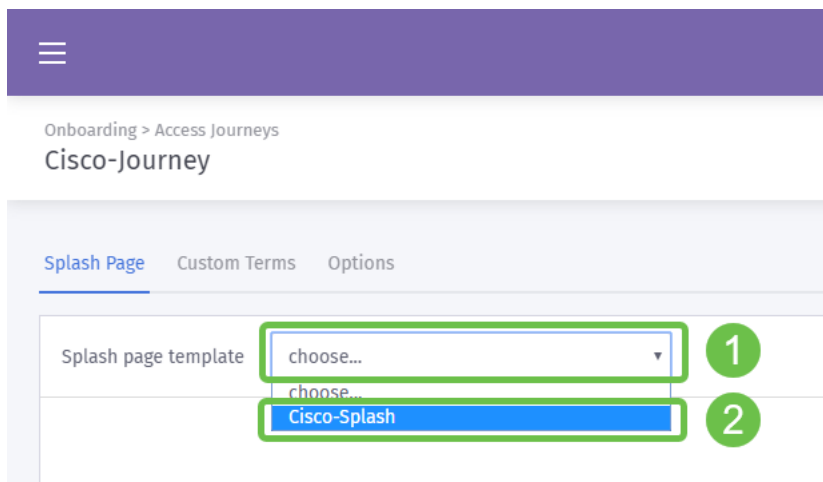 Onboarding > Access Journeys
Cisco-Journey
Splash Page Custom Terms Options
Splash page template choose... ▼ 1
choose...
Cisco-Splash 2